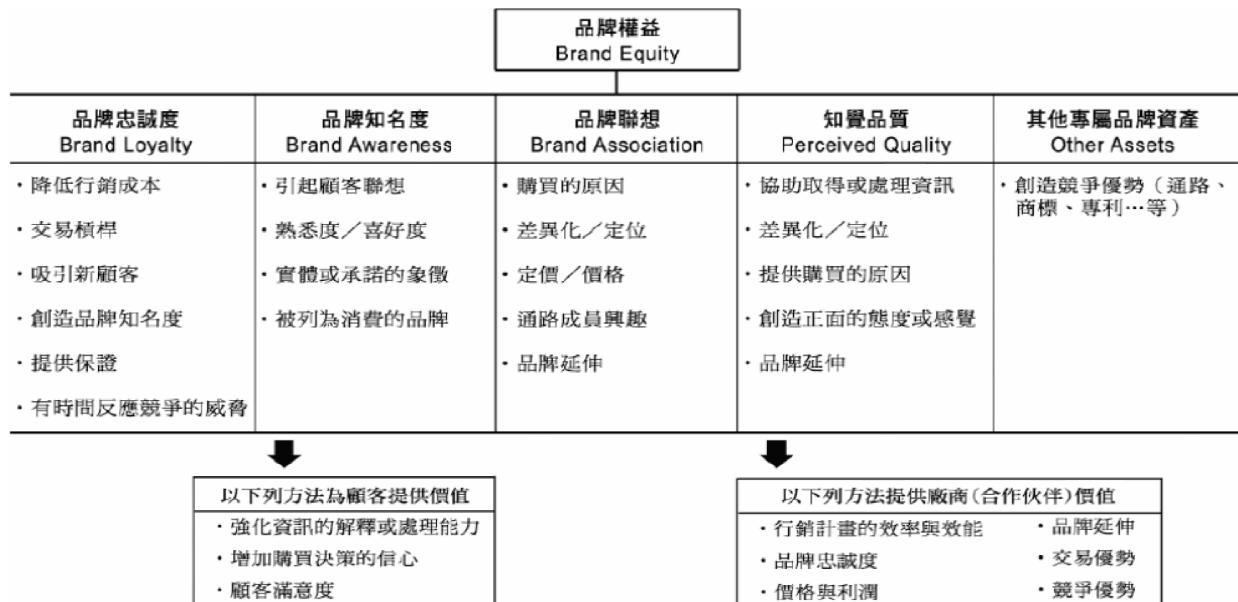 品牌權益
Brand Equity
品牌忠誠度
Brand Loyalty
・降低行銷成本
・交易槓桿
・吸引新顧客
・創造品牌知名度
・提供保證
・有時間反應競爭的威脅
品牌知名度
Brand Awareness
・引起顧客聯想
・熟悉度／喜好度
・實體或承諾的象徵
・被列為消費的品牌
品牌聯想
Brand Association
・購買的原因
・差異化／定位
・定價／價格
・通路成員興趣
・品牌延伸
知覺品質
Perceived Quality
・協助取得或處理資訊
・差異化／定位
・提供購買的原因
・創造正面的態度或感覺
・品牌延伸
其他專屬品牌資產
Other Assets
・創造競爭優勢（通路、
商標、專利…等）
以下列方法為顧客提供價值
・強化資訊的解釋或處理能力
・增加購買決策的信心
・顧客滿意度
以下列方法提供廠商(合作伙伴)價值
・行銷計畫的效率與效能
・品牌忠誠度
・價格與利潤
・品牌延伸
・交易優勢
・競爭優勢